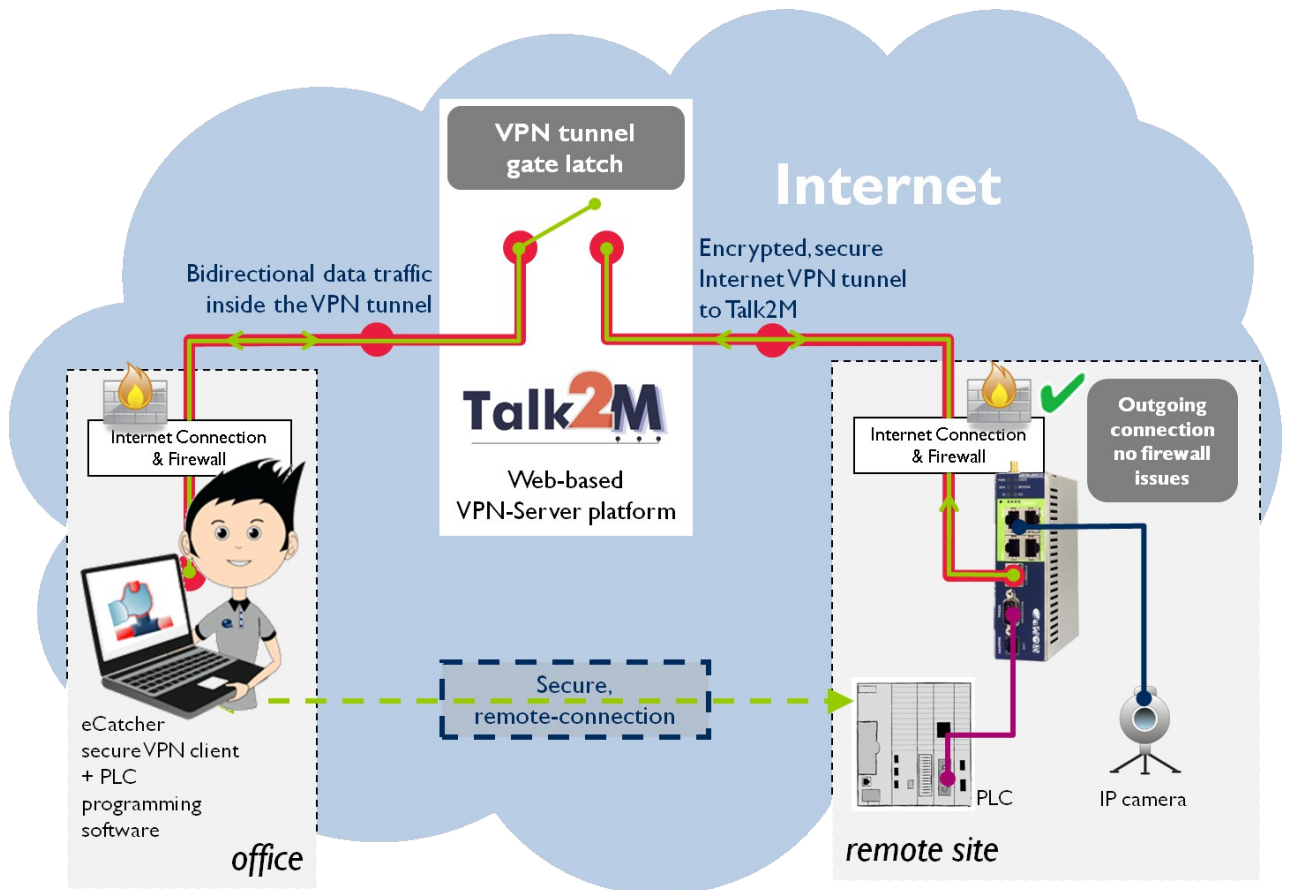 VPN tunnel
gate latch
Internet
Bidirectional data traffic
inside the VPN tunnel
Encrypted, secure
Internet VPN tunnel
to Talk2M
Talk2M
Web-based
VPN-Server platform
Internet Connection
& Firewall
Internet Connection
& Firewall
Outgoing
connection
no firewall
issues
Secure,
remote-connection
eCatcher
secure VPN client
+ PLC
programming
software
office
eWON
PLC
IP camera
remote site